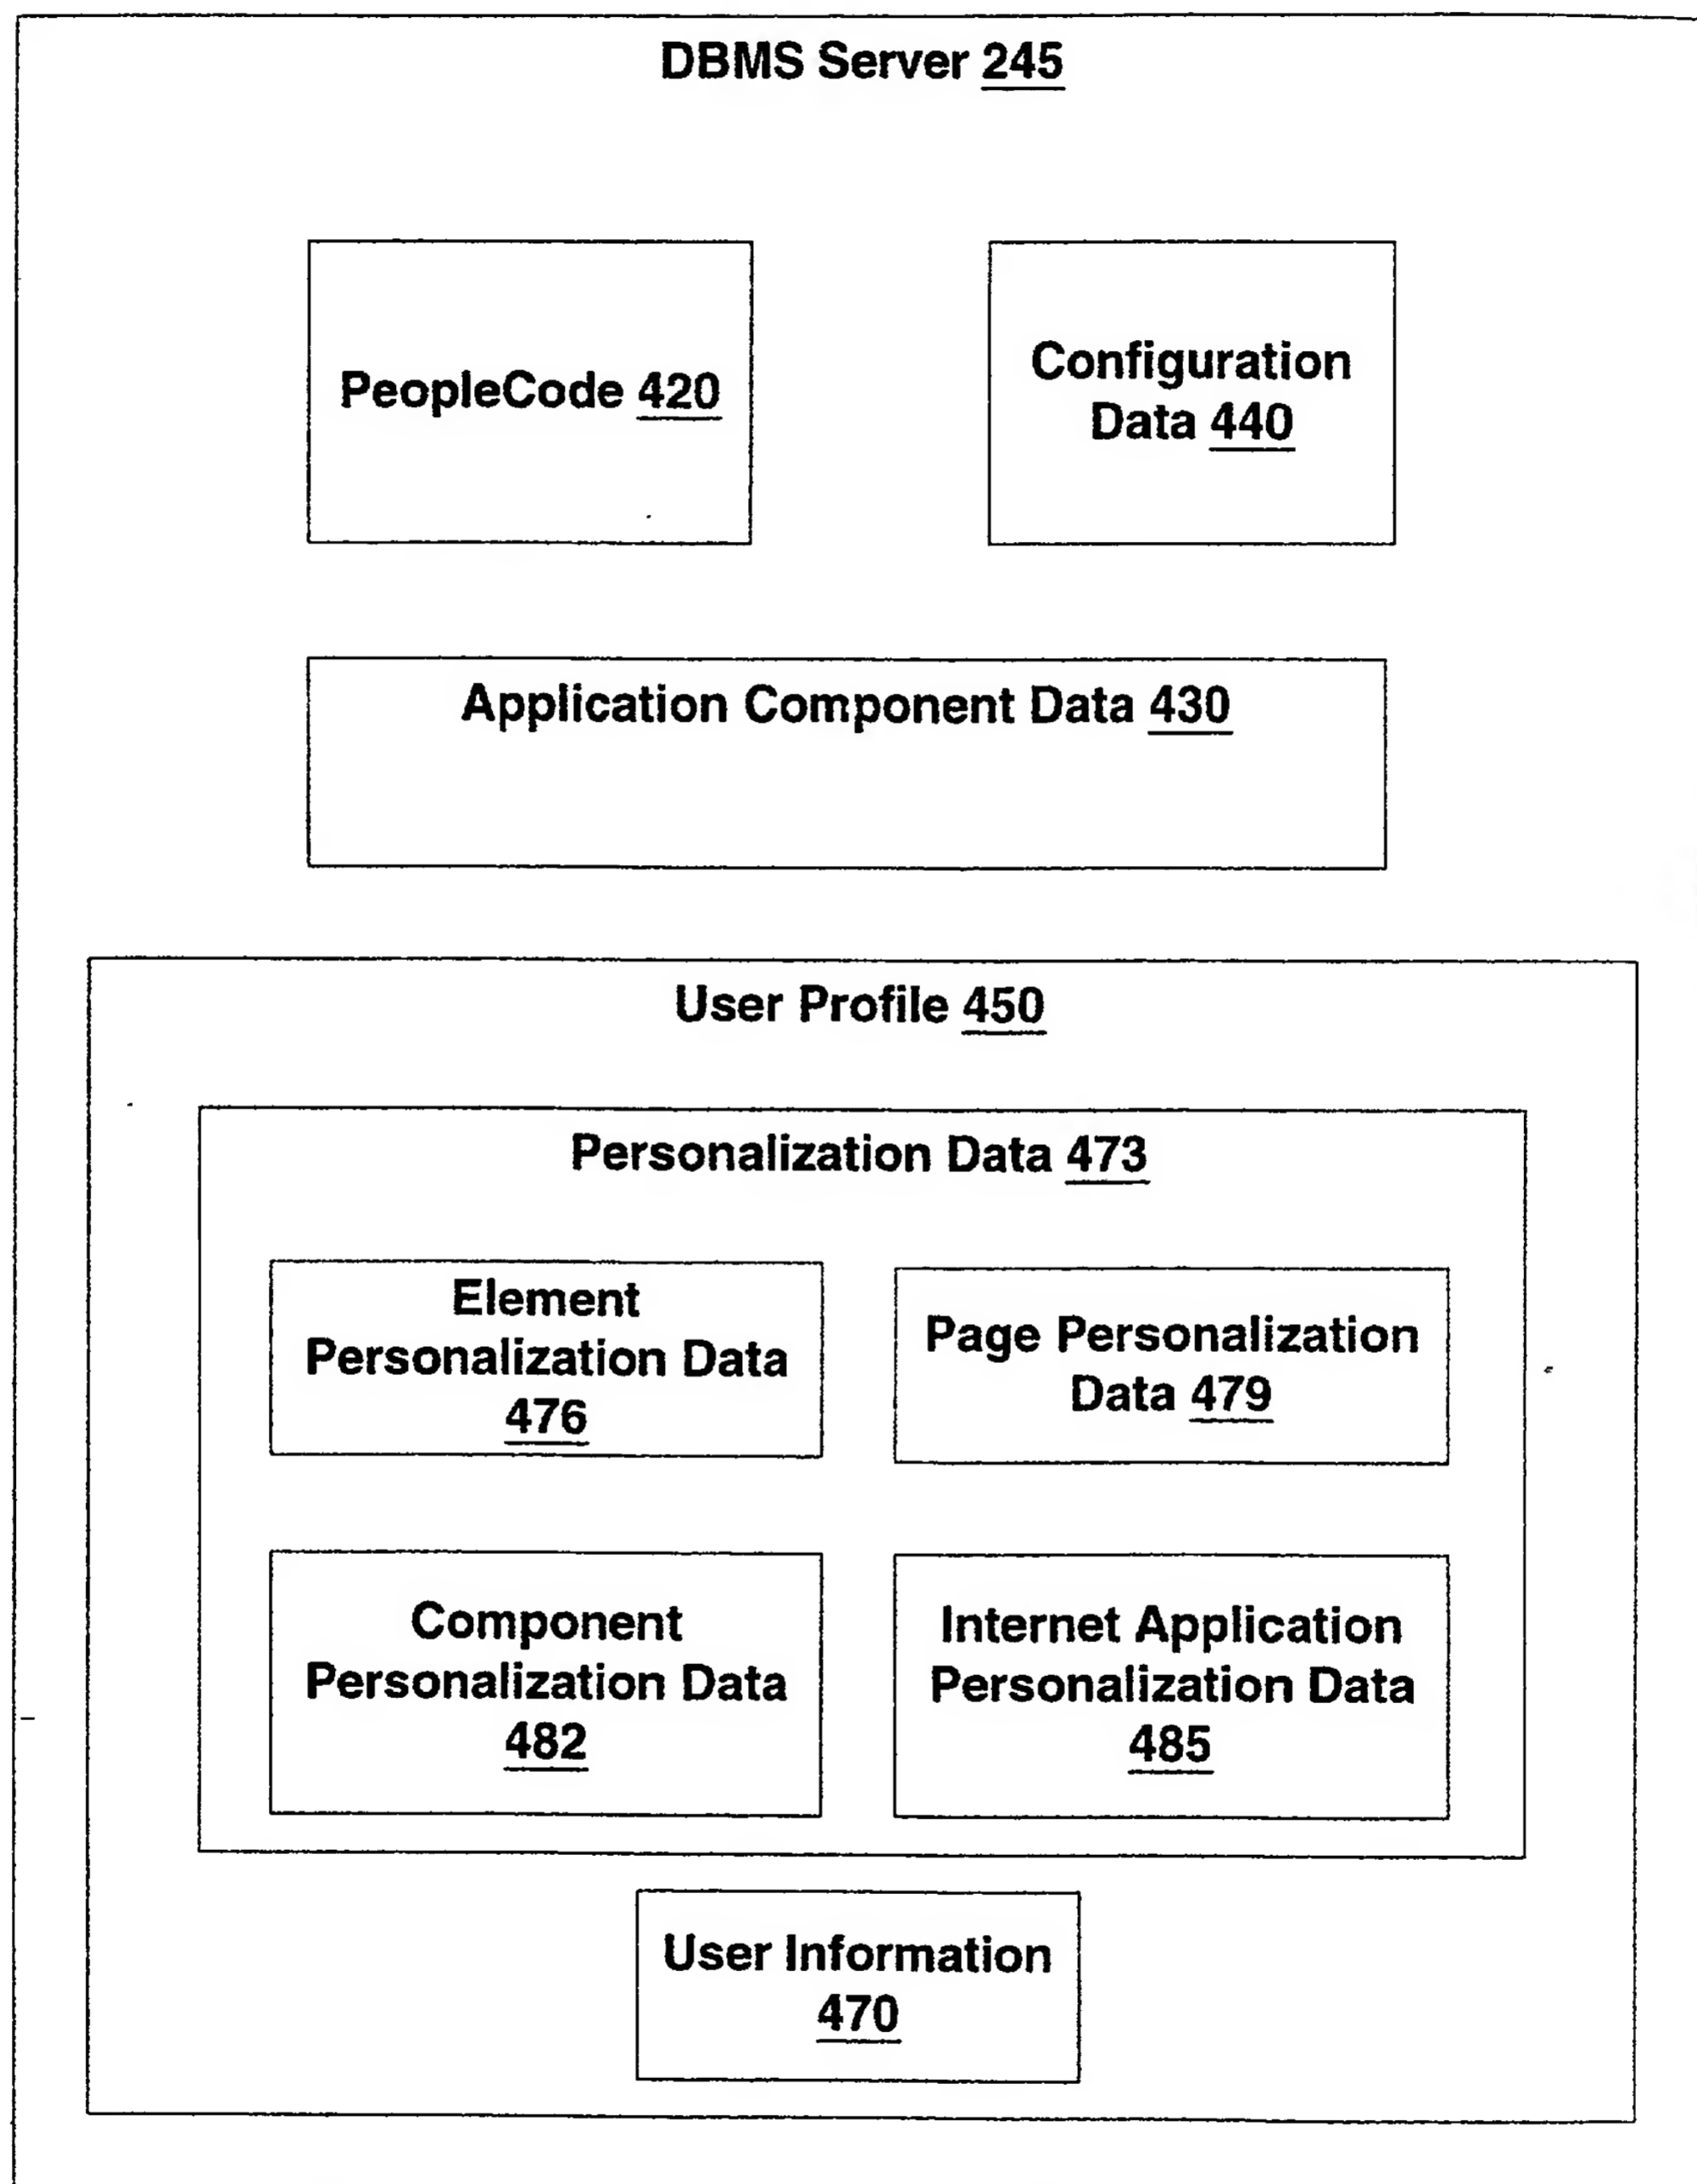 DBMS Server 245
PeopleCode 420
Configuration
Data 440
Application Component Data 430
User Profile 450
Personalization Data 473
Element
Personalization Data
476
Page Personalization
Data 479
Component
Personalization Data
482
Internet Application
Personalization Data
485
User Information
470